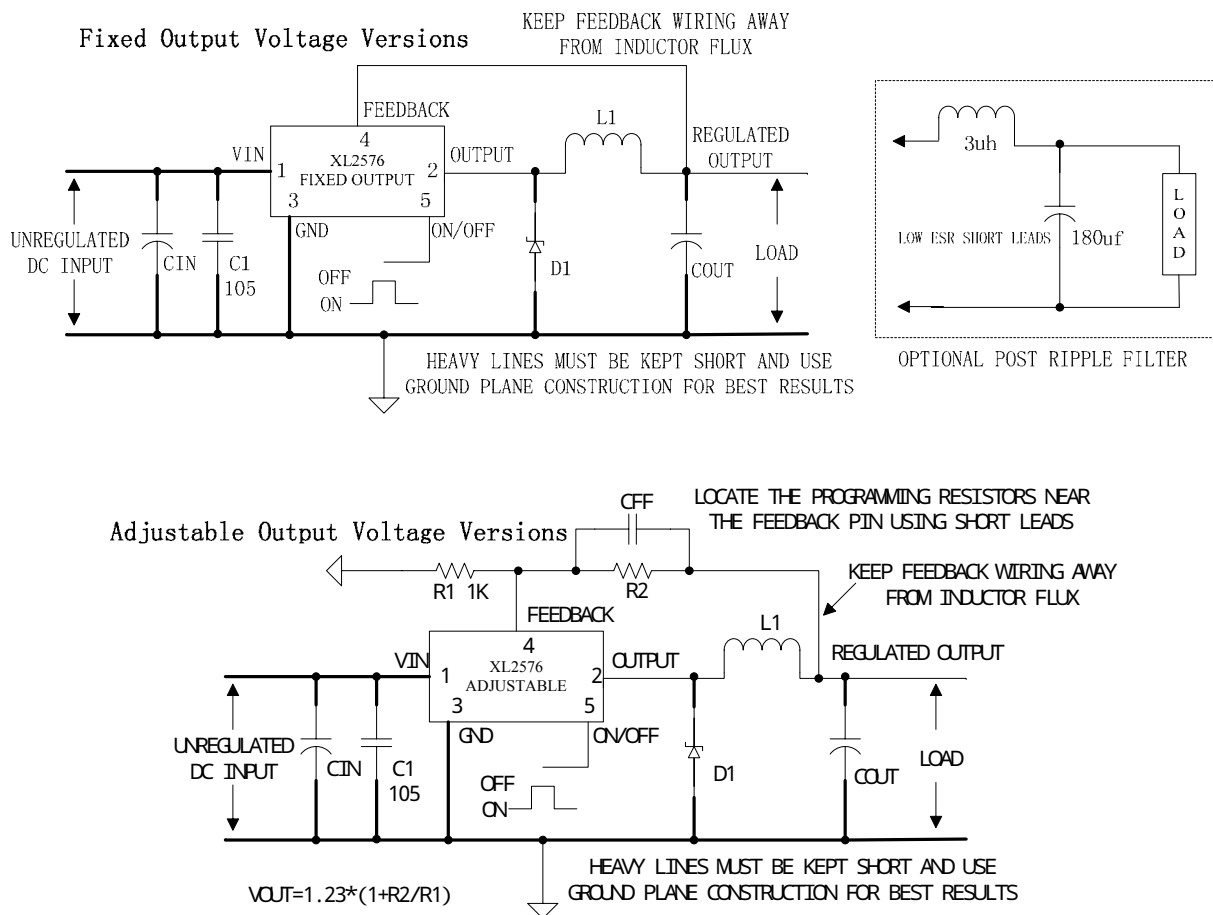 Fixed Output Voltage Versions
KEEP FEEDBACK WIRING AWAY
FROM INDUCTOR FLUX
FEEDBACK
4
L1
REGULATED
OUTPUT
VIN
1
XL2576
FIXED OUTPUT
2
OUTPUT
3
5
GND
ON/OFF
UNREGULATED
DC INPUT
CIN
C1
105
OFF
ON
D1
COUT
LOAD
HEAVY LINES MUST BE KEPT SHORT AND USE
GROUND PLANE CONSTRUCTION FOR BEST RESULTS
3uh
LOW ESR SHORT LEADS
180uf
LOAD
OPTIONAL POST RIPPLE FILTER
Adjustable Output Voltage Versions
CFF
LOCATE THE PROGRAMMING RESISTORS NEAR
THE FEEDBACK PIN USING SHORT LEADS
R1 1K
R2
KEEP FEEDBACK WIRING AWAY
FROM INDUCTOR FLUX
FEEDBACK
4
L1
REGULATED OUTPUT
VIN
1
XL2576
ADJUSTABLE
2
OUTPUT
3
5
GND
ON/OFF
UNREGULATED
DC INPUT
CIN
C1
105
OFF
ON
D1
COUT
LOAD
VOUT=1.23*(1+R2/R1)
HEAVY LINES MUST BE KEPT SHORT AND USE
GROUND PLANE CONSTRUCTION FOR BEST RESULTS